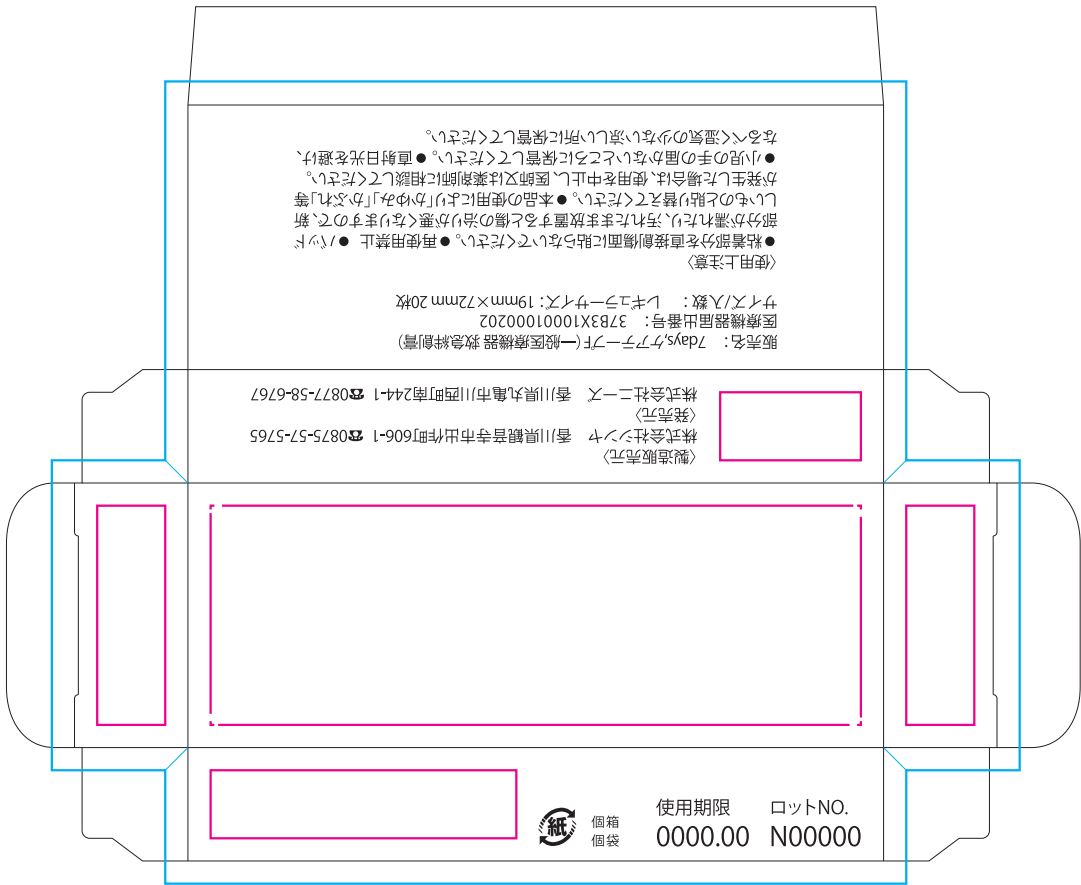 販売名： 7days,ケアテープF（一般医療機器 救急絆創膏）
医療機器届出番号： 37B3X10001000202
サイズ/入数： レギュラーサイズ：19mm×72mm 20枚
〈使用上注意〉
●粘着部分を直接創傷面に貼らないでください。●再使用禁止 ●パッド
部分が濡れたり、汚れたまま放置すると傷の治りが悪くなりますので、新
しいものと貼り替えてください。●本品の使用により「かゆみ」「かぶれ」等
が発生した場合は、使用を中止し、医師又は薬剤師に相談してください。
●小児の手の届かないところに保管してください。●直射日光を避け、
なるべく湿気の少ない涼しい所に保管してください。
〈製造販売元〉
株式会社シンヤ 香川県観音寺市出作町606-1 ☎0875-57-5765
〈発売元〉
株式会社ニーズ 香川県丸亀市川西町南244-1 ☎0877-58-6767
紙
個箱
個袋
使用期限 ロットNO.
0000.00 N00000